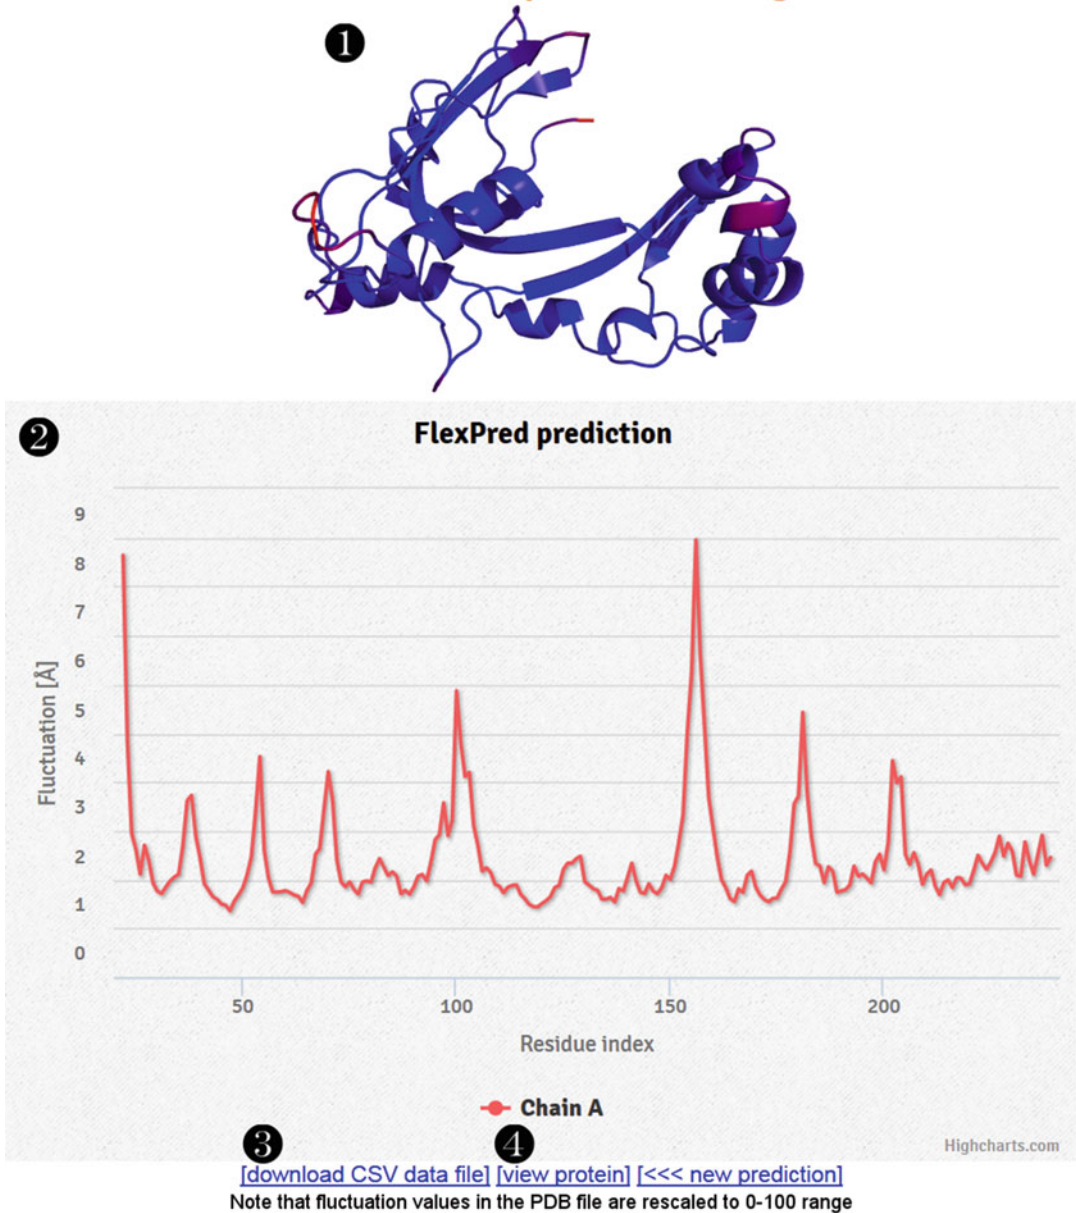 1
2
FlexPred prediction
9
8
7
6
5
4
3
2
1
0
Fluctuation [Å]
50 100 150 200
Residue index
Chain A
3 4
Highcharts.com
[download CSV data file] [view protein] [<<< new prediction]
Note that fluctuation values in the PDB file are rescaled to 0-100 range